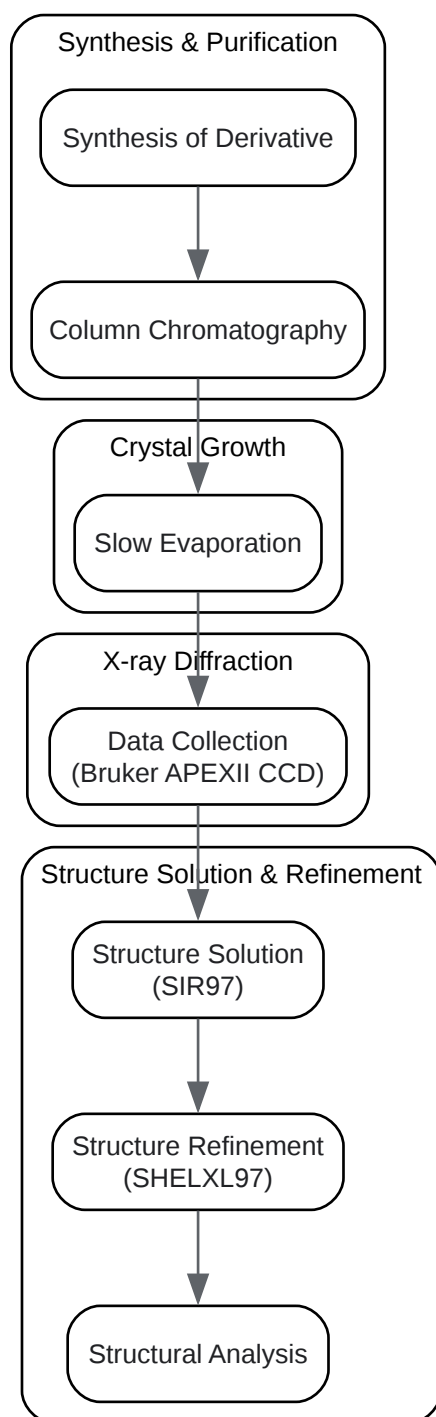 Synthesis & Purification
Synthesis of Derivative
Column Chromatography
Crystal Growth
Slow Evaporation
X-ray Diffraction
Data Collection
(Bruker APEXII CCD)
Structure Solution & Refinement
Structure Solution
(SIR97)
Structure Refinement
(SHELXL97)
Structural Analysis